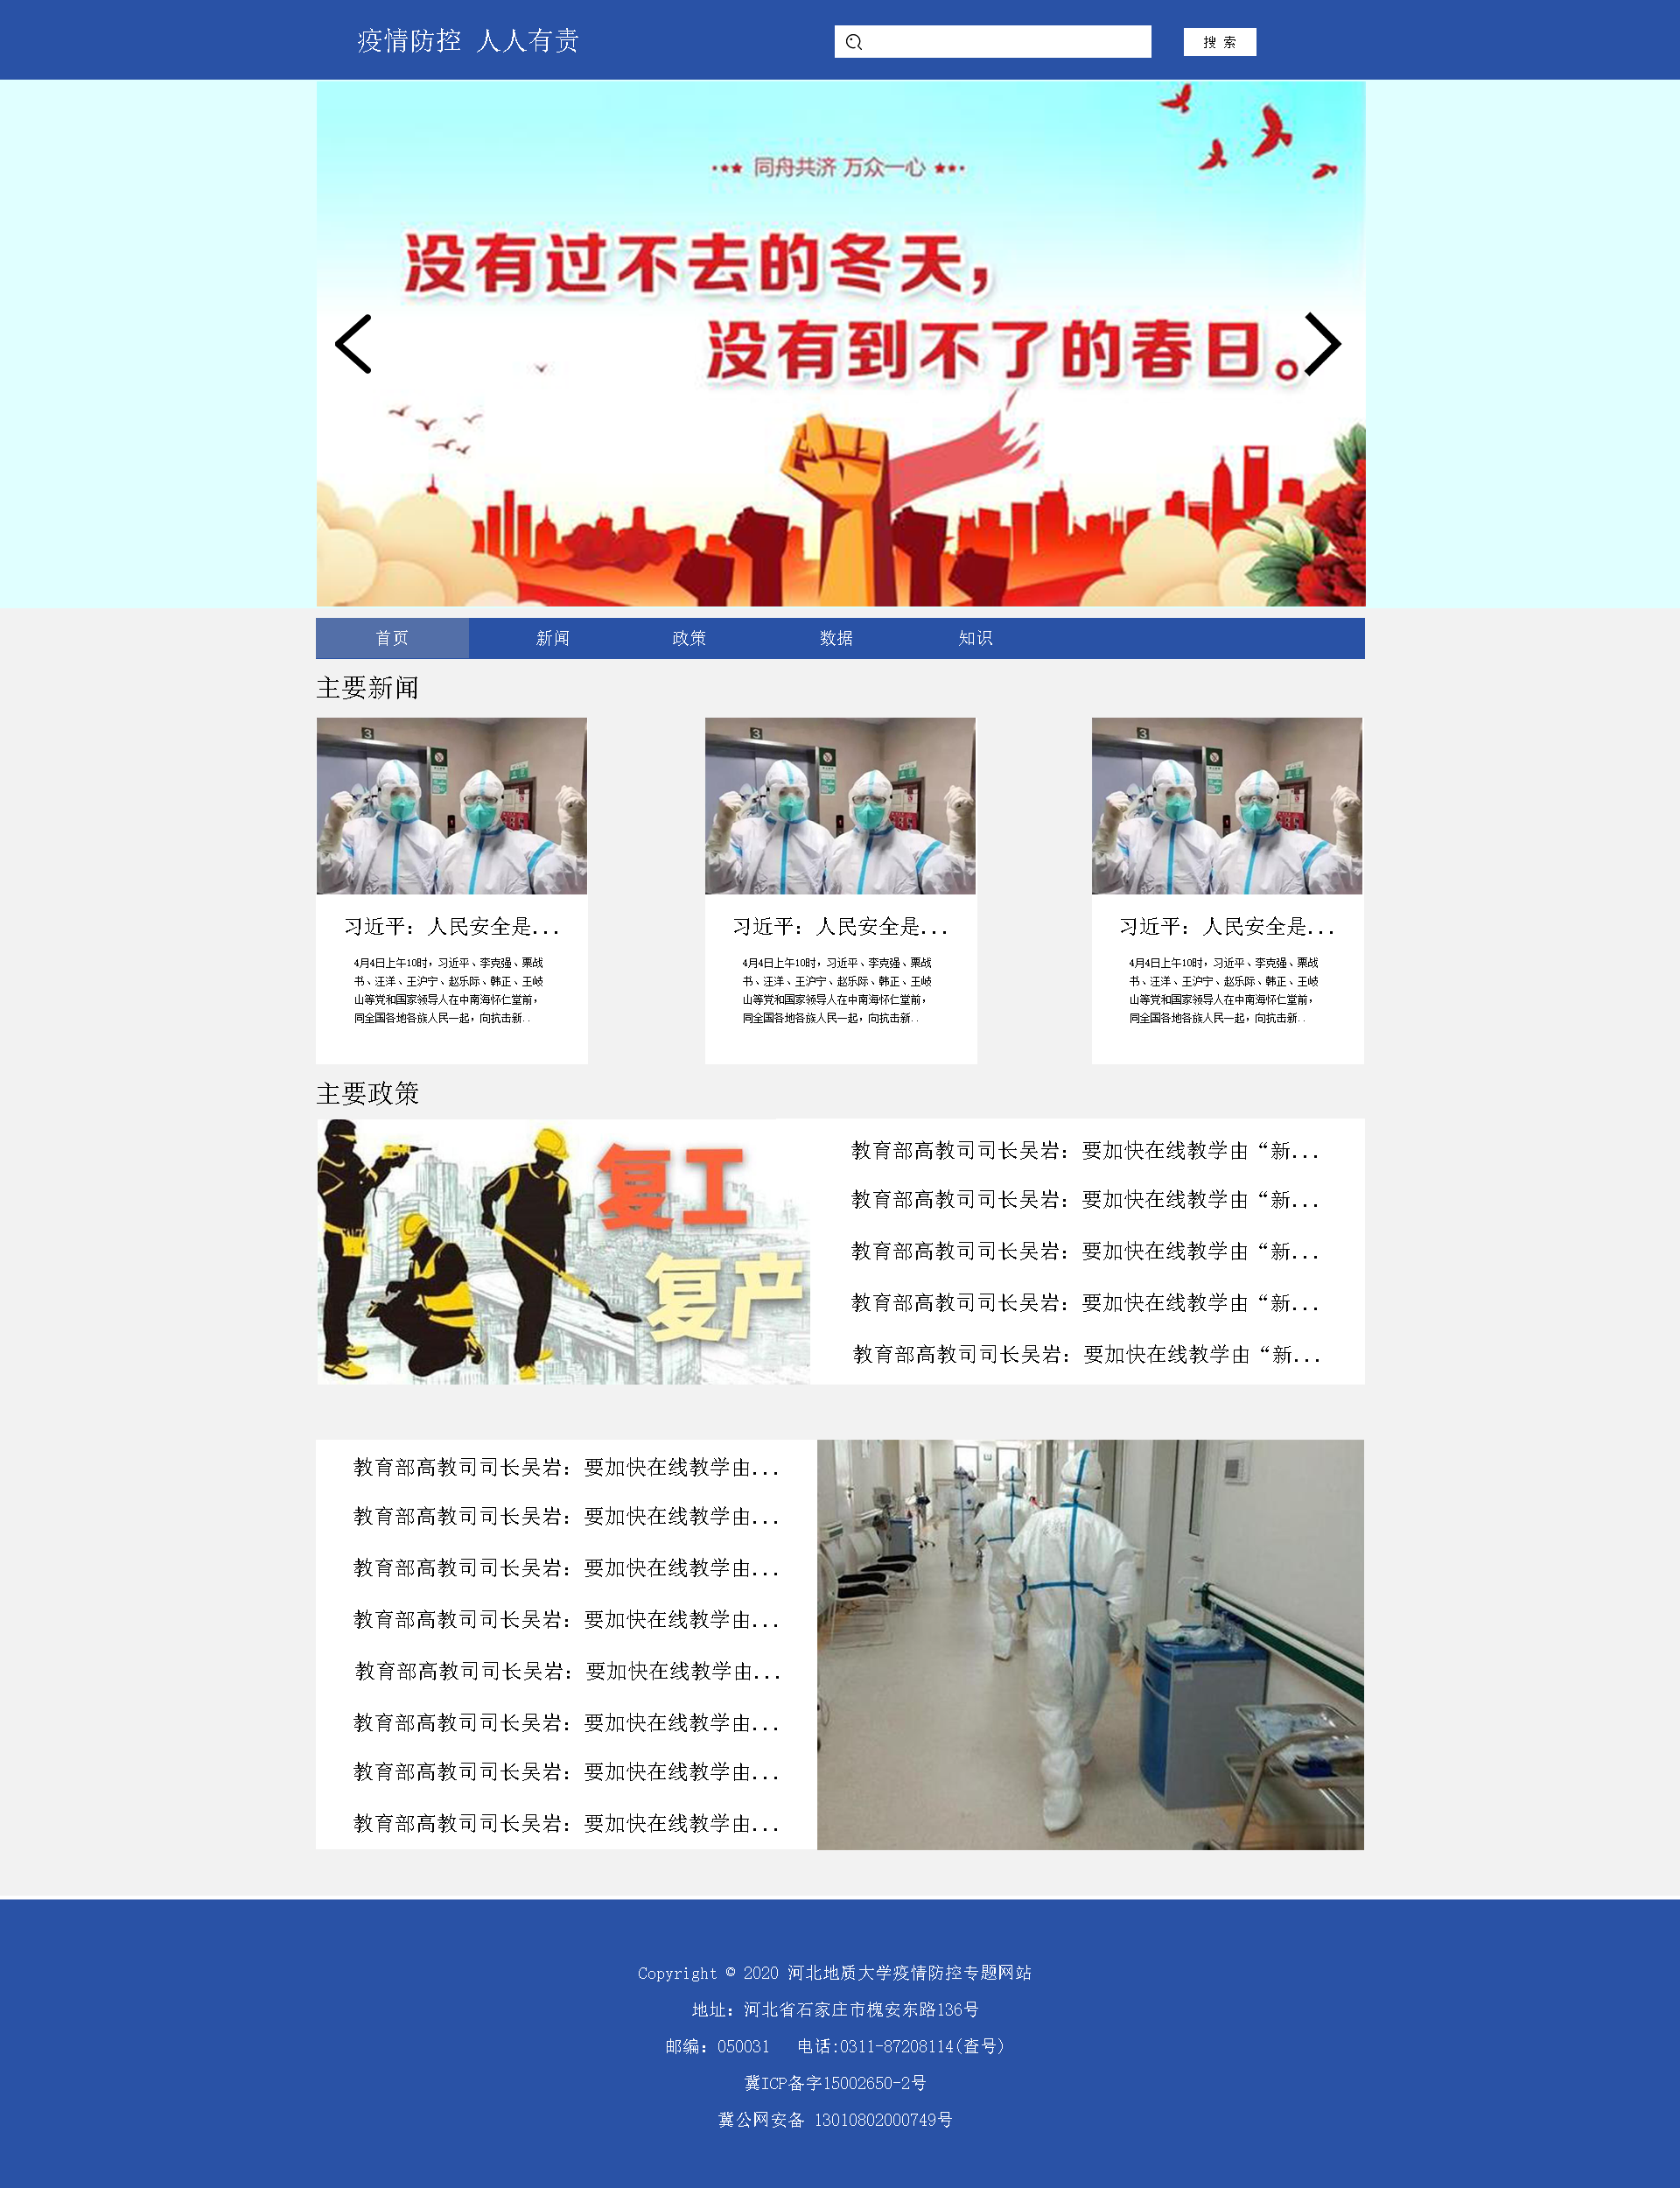 疫情防控 人人有责
搜 索
同舟共济 万众一心
没有过不去的冬天，
没有到不了的春日。
首页 新闻 政策 数据 知识
主要新闻
3
3
3
习近平：人民安全是...
4月4日上午10时，习近平、李克强、栗战
书、汪洋、王沪宁、赵乐际、韩正、王岐
山等党和国家领导人在中南海怀仁堂前，
同全国各地各族人民一起，向抗击新..
习近平：人民安全是...
4月4日上午10时，习近平、李克强、栗战
书、汪洋、王沪宁、赵乐际、韩正、王岐
山等党和国家领导人在中南海怀仁堂前，
同全国各地各族人民一起，向抗击新..
习近平：人民安全是...
4月4日上午10时，习近平、李克强、栗战
书、汪洋、王沪宁、赵乐际、韩正、王岐
山等党和国家领导人在中南海怀仁堂前，
同全国各地各族人民一起，向抗击新..
主要政策
复工
复产
教育部高教司司长吴岩：要加快在线教学由“新...
教育部高教司司长吴岩：要加快在线教学由“新...
教育部高教司司长吴岩：要加快在线教学由“新...
教育部高教司司长吴岩：要加快在线教学由“新...
教育部高教司司长吴岩：要加快在线教学由“新...
教育部高教司司长吴岩：要加快在线教学由...
教育部高教司司长吴岩：要加快在线教学由...
教育部高教司司长吴岩：要加快在线教学由...
教育部高教司司长吴岩：要加快在线教学由...
教育部高教司司长吴岩：要加快在线教学由...
教育部高教司司长吴岩：要加快在线教学由...
教育部高教司司长吴岩：要加快在线教学由...
教育部高教司司长吴岩：要加快在线教学由...
Copyright © 2020 河北地质大学疫情防控专题网站
地址：河北省石家庄市槐安东路136号
邮编：050031 电话:0311-87208114(查号)
冀ICP备字15002650-2号
冀公网安备 13010802000749号